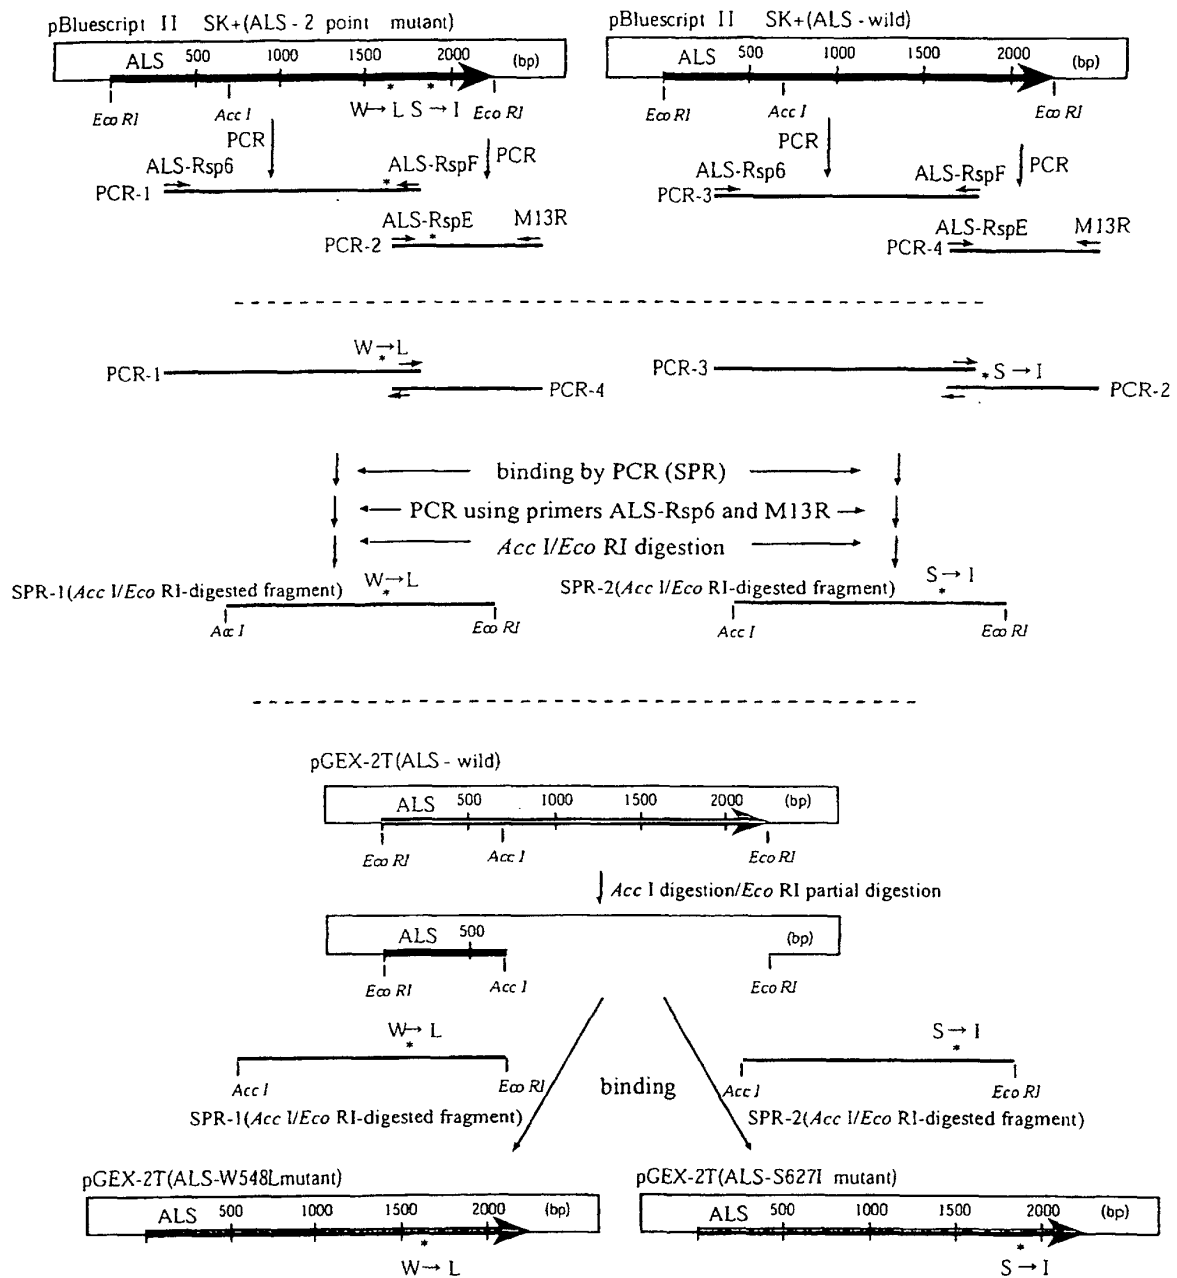 pBluescript II SK+(ALS - 2 point mutant)
ALS 500 1000 1500 2000 (bp)
* *
W→ L S → I
Eco RI Acc I Eco RI
PCR PCR
ALS-Rsp6 ALS-RspF
PCR-1 *
ALS-RspE M13R
PCR-2 *
pBluescript II SK+(ALS - wild)
ALS 500 1000 1500 2000 (bp)
Eco RI Acc I Eco RI
PCR PCR
ALS-Rsp6 ALS-RspF
PCR-3
ALS-RspE M13R
PCR-4
W→L
*
PCR-1
PCR-4
PCR-3
* S → I
PCR-2
binding by PCR (SPR)
PCR using primers ALS-Rsp6 and M13R
Acc I/Eco RI digestion
SPR-1(Acc I/Eco RI-digested fragment) W→L
*
Acc I Eco RI
SPR-2(Acc I/Eco RI-digested fragment) S→ I
*
Acc I Eco RI
pGEX-2T(ALS - wild)
ALS 500 1000 1500 2000 (bp)
Eco RI Acc I Eco RI
Acc I digestion/Eco RI partial digestion
ALS 500 (bp)
Eco RI Acc I Eco RI
W→ L
*
Acc I Eco RI
SPR-1(Acc I/Eco RI-digested fragment)
binding
S → I
*
Acc I Eco RI
SPR-2(Acc I/Eco RI-digested fragment)
pGEX-2T(ALS-W548Lmutant)
ALS 500 1000 1500 2000 (bp)
*
W → L
pGEX-2T(ALS-S627I mutant)
ALS 500 1000 1500 2000 (bp)
*
S → I